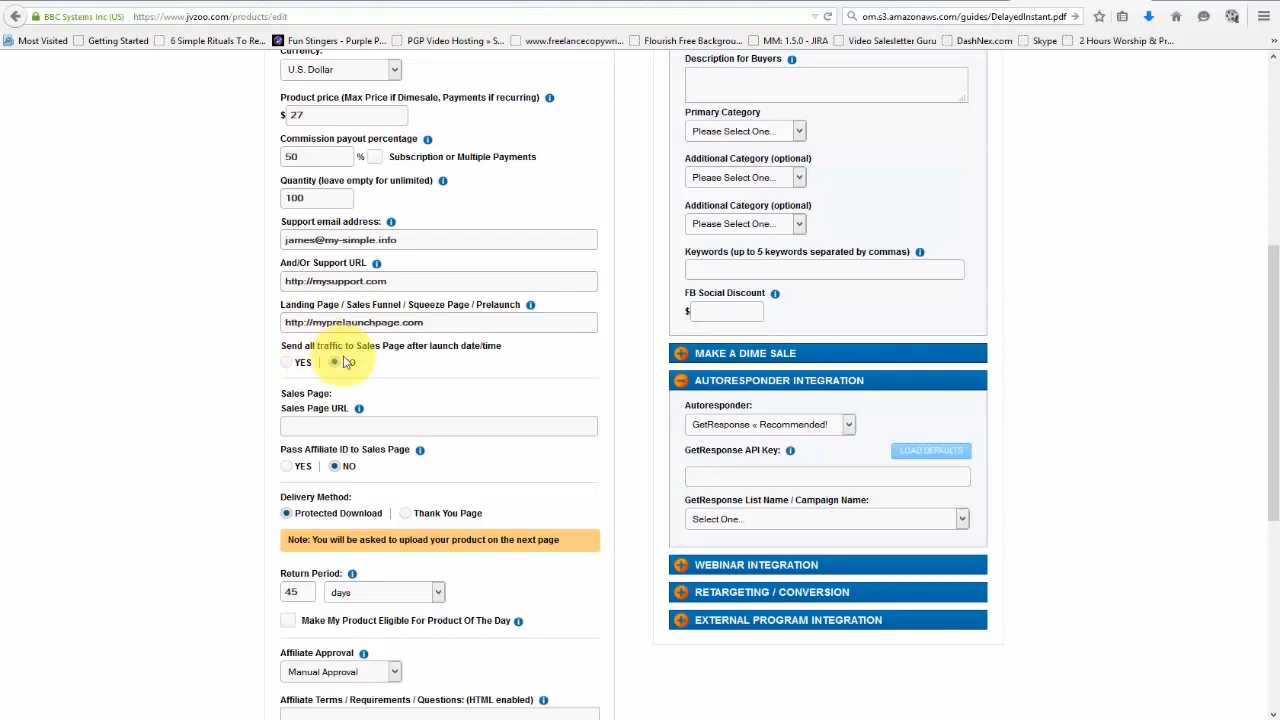 BBC Systems Inc (US)
https://www.jvzoo.com/products/edit
om.s3.amazonaws.com/guides/DelayedInstant.pdf
Most Visited
Getting Started
6 Simple Rituals To Re...
Fun Stingers - Purple P...
PGP Video Hosting » S...
www.freelancecopywri...
Flourish Free Backgrou...
MM: 1.5.0 - JIRA
Video Salesletter Guru
DashNex.com
Skype
2 Hours Worship & Pr...
»
Currency:
U.S. Dollar
Product price (Max Price if Dimesale, Payments if recurring)
$ 27
Commission payout percentage
50 % Subscription or Multiple Payments
Quantity (leave empty for unlimited)
100
Support email address:
james@my-simple.info
And/Or Support URL
http://mysupport.com
Landing Page / Sales Funnel / Squeeze Page / Prelaunch
http://myprelaunchpage.com
Send all traffic to Sales Page after launch date/time
YES | NO
Sales Page:
Sales Page URL
Pass Affiliate ID to Sales Page
YES | NO
Delivery Method:
Protected Download | Thank You Page
Note: You will be asked to upload your product on the next page
Return Period:
45 days
Make My Product Eligible For Product Of The Day
Affiliate Approval
Manual Approval
Affiliate Terms / Requirements / Questions: (HTML enabled)
Description for Buyers
Primary Category
Please Select One...
Additional Category (optional)
Please Select One...
Additional Category (optional)
Please Select One...
Keywords (up to 5 keywords separated by commas)
FB Social Discount
$
MAKE A DIME SALE
AUTORESPONDER INTEGRATION
Autoresponder:
GetResponse « Recommended!
GetResponse API Key:
LOAD DEFAULTS
GetResponse List Name / Campaign Name:
Select One...
WEBINAR INTEGRATION
RETARGETING / CONVERSION
EXTERNAL PROGRAM INTEGRATION